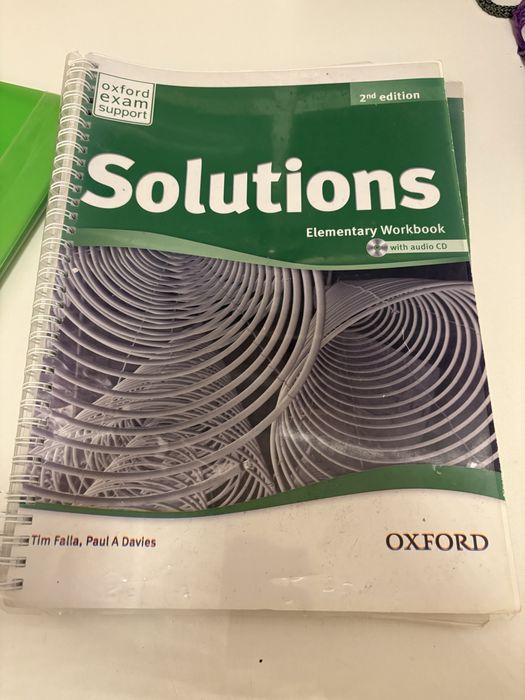 oxford
exam
support
2nd edition
Solutions
Elementary Workbook
with audio CD
Tim Falla, Paul A Davies
OXFORD